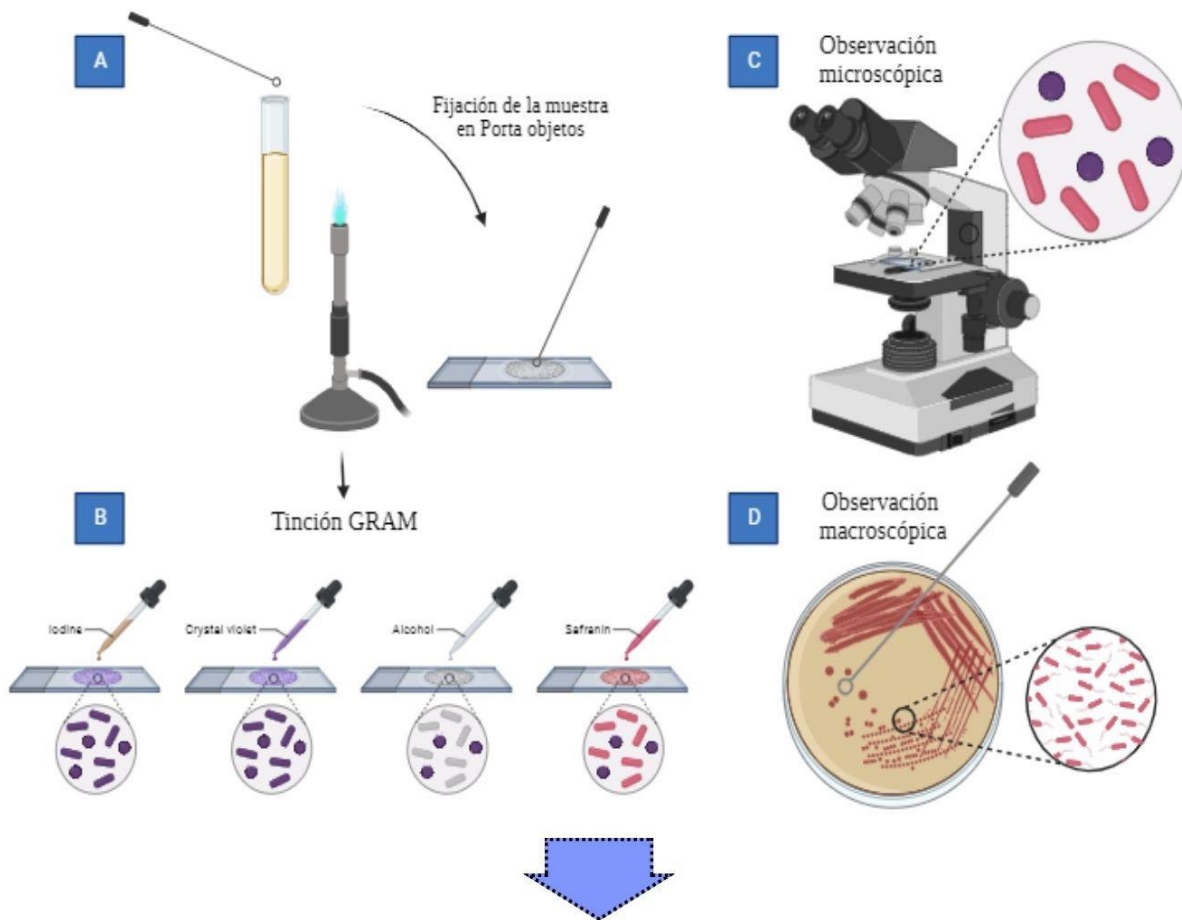 A
Fijación de la muestra
en Porta objetos
B
Tinción GRAM
Iodine
Crystal violet
Alcohol
Safranin
C
Observación
microscópica
D
Observación
macroscópica